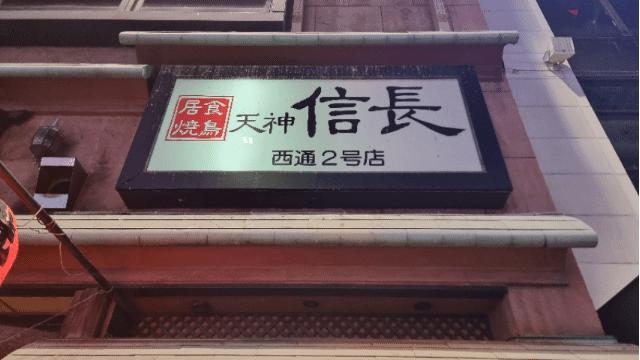 居食
焼鳥
天神 信長
西通2号店